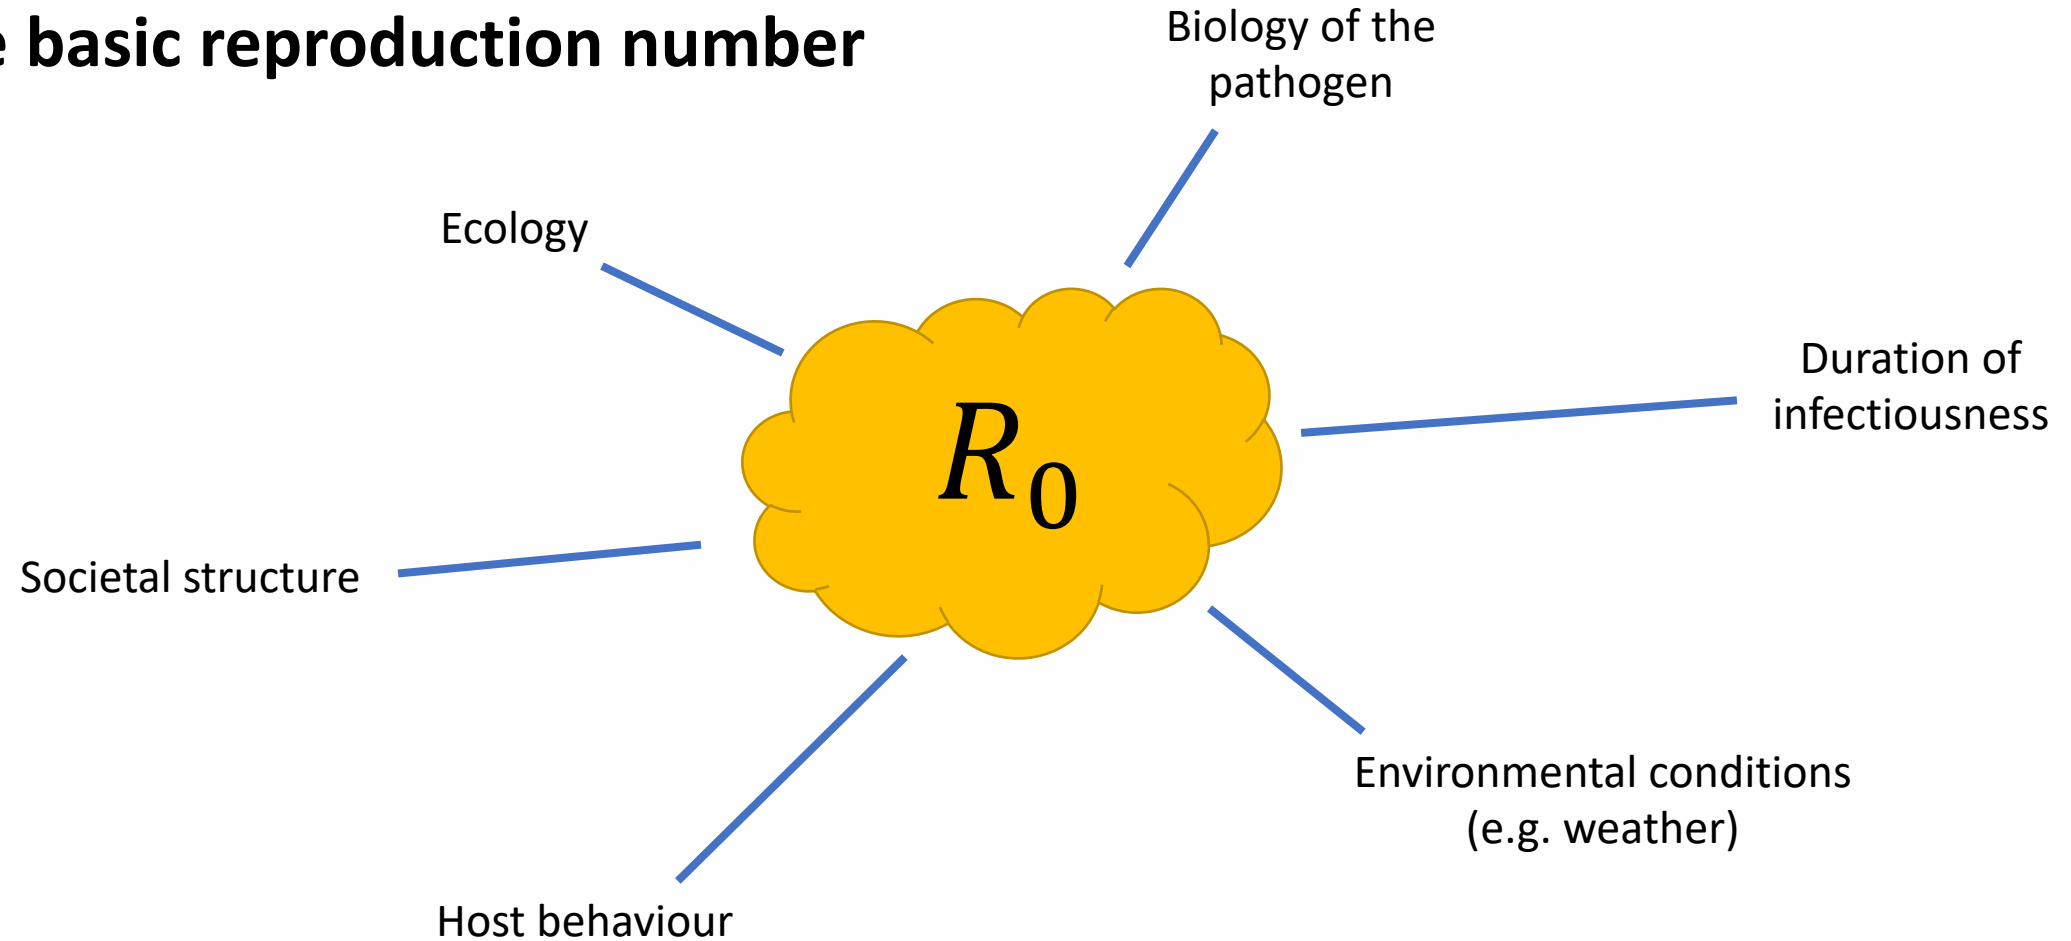 e basic reproduction number
Biology of the
pathogen
Ecology
Duration of
infectiousness
R0
Societal structure
Environmental conditions
(e.g. weather)
Host behaviour